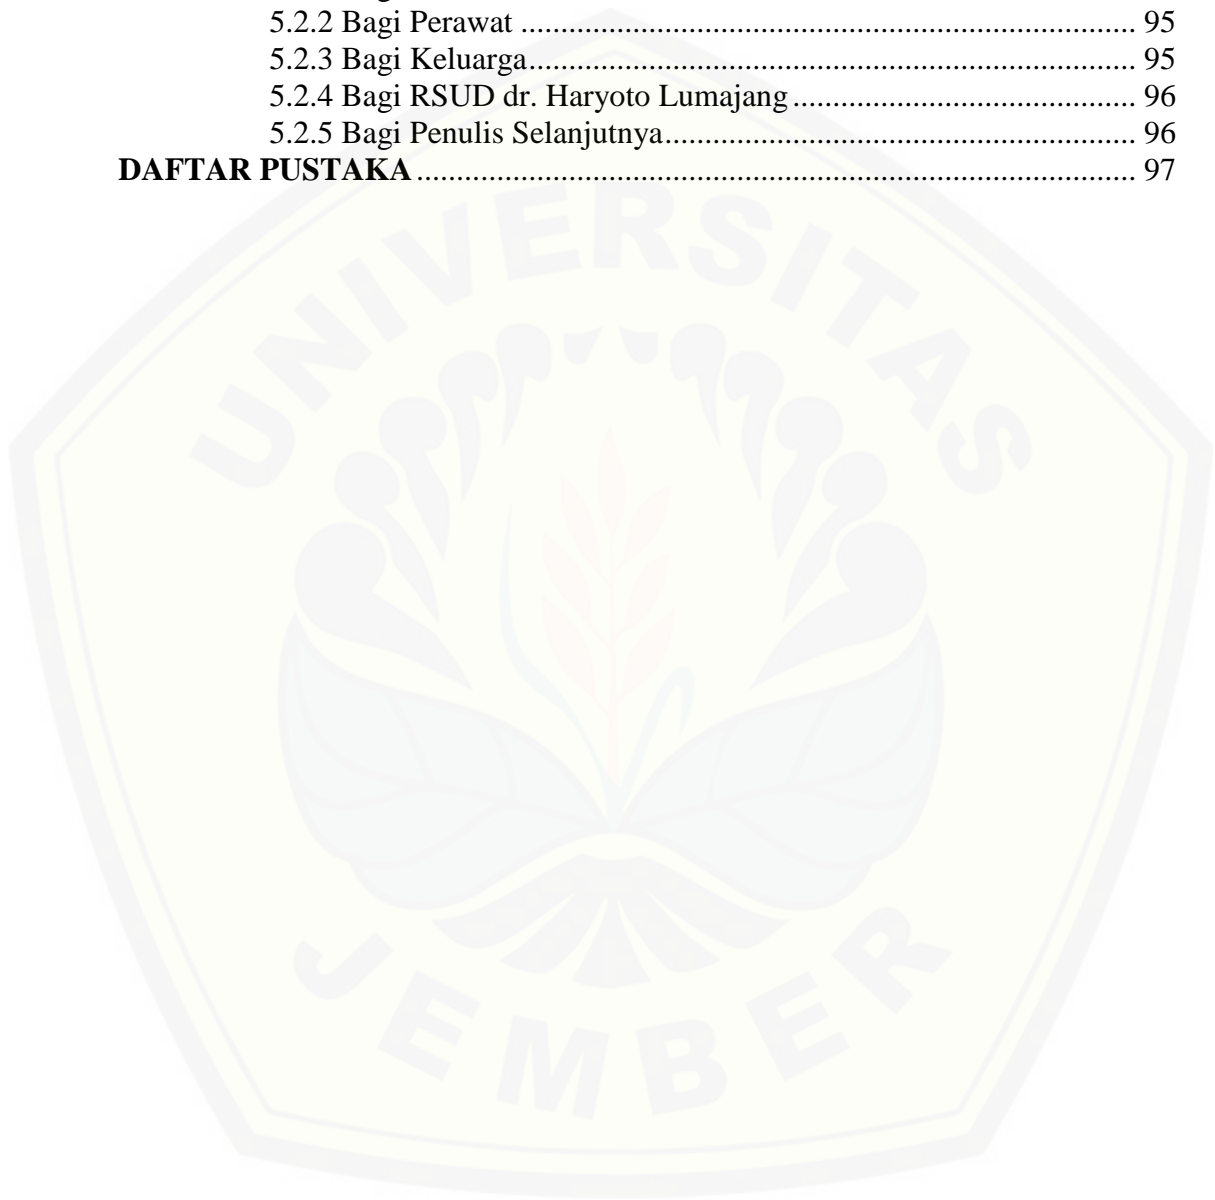 5.2.2 Bagi Perawat ........................................................................... 95
5.2.3 Bagi Keluarga.......................................................................... 95
5.2.4 Bagi RSUD dr. Haryoto Lumajang .......................................... 96
5.2.5 Bagi Penulis Selanjutnya......................................................... 96
DAFTAR PUSTAKA ........................................................................................ 97
UNIVERSITAS
JEMBER